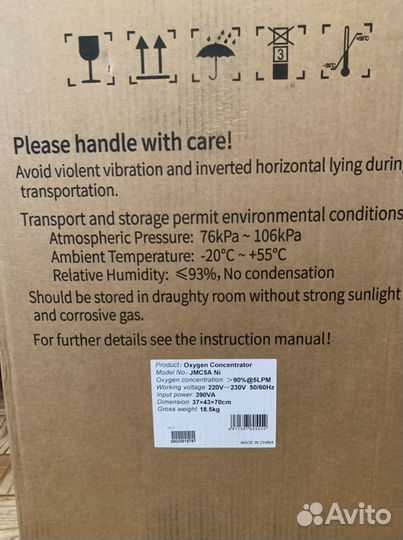 3
+55°C
-20°C
Please handle with care!
Avoid violent vibration and inverted horizontal lying during
transportation.
Transport and storage permit environmental conditions
Atmospheric Pressure: 76kPa ~ 106kPa
Ambient Temperature: -20°C ~ +55°C
Relative Humidity: ≤93%, No condensation
Should be stored in draughty room without strong sunlight
and corrosive gas.
For further details see the instruction manual!
Product: Oxygen Concentrator
Model No.: JMC5A Ni
Oxygen concentration: >90%@5LPM
Working voltage: 220V~230V 50/60Hz
Input power: 390VA
Dimension: 37×43×70cm
Gross weight: 18.5kg
MADE IN CHINA
Avito